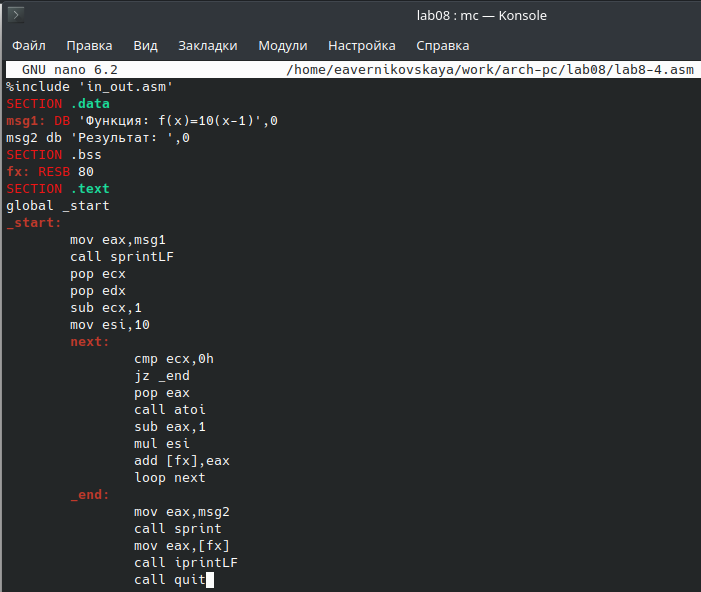 lab08 : mc — Konsole
Файл Правка Вид Закладки Модули Настройка Справка
GNU nano 6.2 /home/eavernikovskaya/work/arch-pc/lab08/lab8-4.asm
%include 'in_out.asm'
SECTION .data
msg1: DB 'Функция: f(x)=10(x-1)',0
msg2 db 'Результат: ',0
SECTION .bss
fx: RESB 80
SECTION .text
global _start
_start:
mov eax,msg1
call sprintLF
pop ecx
pop edx
sub ecx,1
mov esi,10
next:
cmp ecx,0h
jz _end
pop eax
call atoi
sub eax,1
mul esi
add [fx],eax
loop next
_end:
mov eax,msg2
call sprint
mov eax,[fx]
call iprintLF
call quit